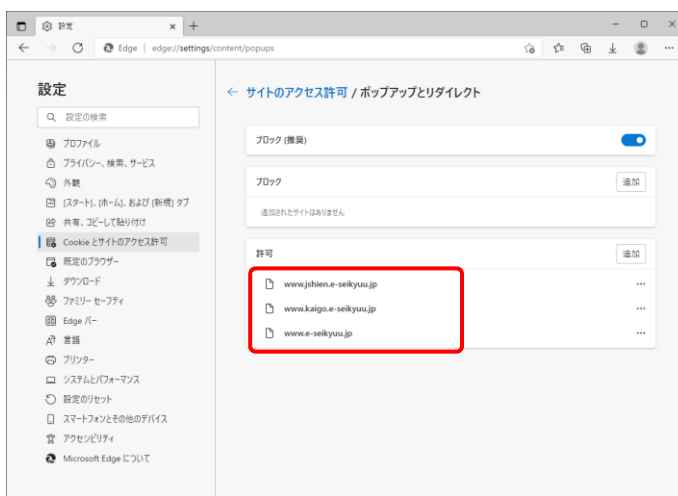 設定
Edge | edge://settings/content/popups
設定
設定の検索
プロファイル
プライバシー、検索、サービス
外観
[スタート]、[ホーム]、および [新規] タブ
共有、コピーして貼り付け
Cookie とサイトのアクセス許可
既定のブラウザー
ダウンロード
ファミリー セーフティ
Edge バー
言語
プリンター
システムとパフォーマンス
設定のリセット
スマートフォンとその他のデバイス
アクセシビリティ
Microsoft Edge について
サイトのアクセス許可 / ポップアップとリダイレクト
ブロック (推奨)
ブロック
追加
追加されたサイトはありません
許可
追加
www.jshien.e-seikyuu.jp
www.kaigo.e-seikyuu.jp
www.e-seikyuu.jp